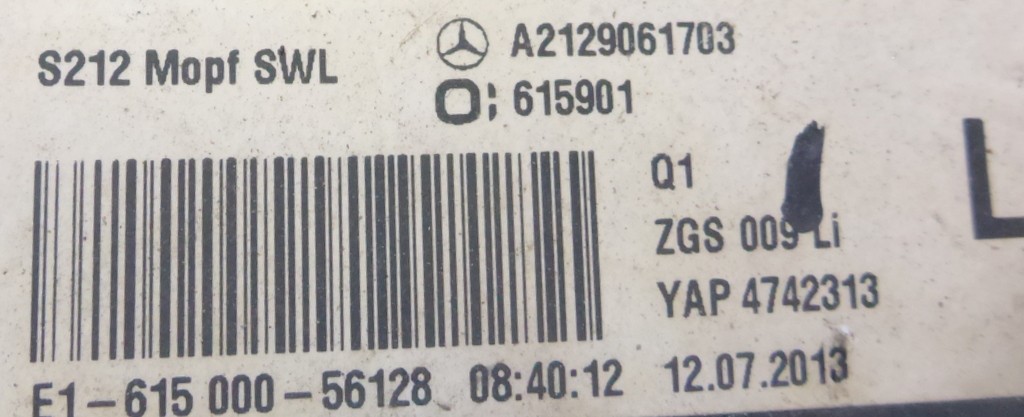 S212 Mopf SWL
A2129061703
O; 615901
Q1
L
ZGS 009 Li
YAP 4742313
E1-615 000-56128 08:40:12 12.07.2013